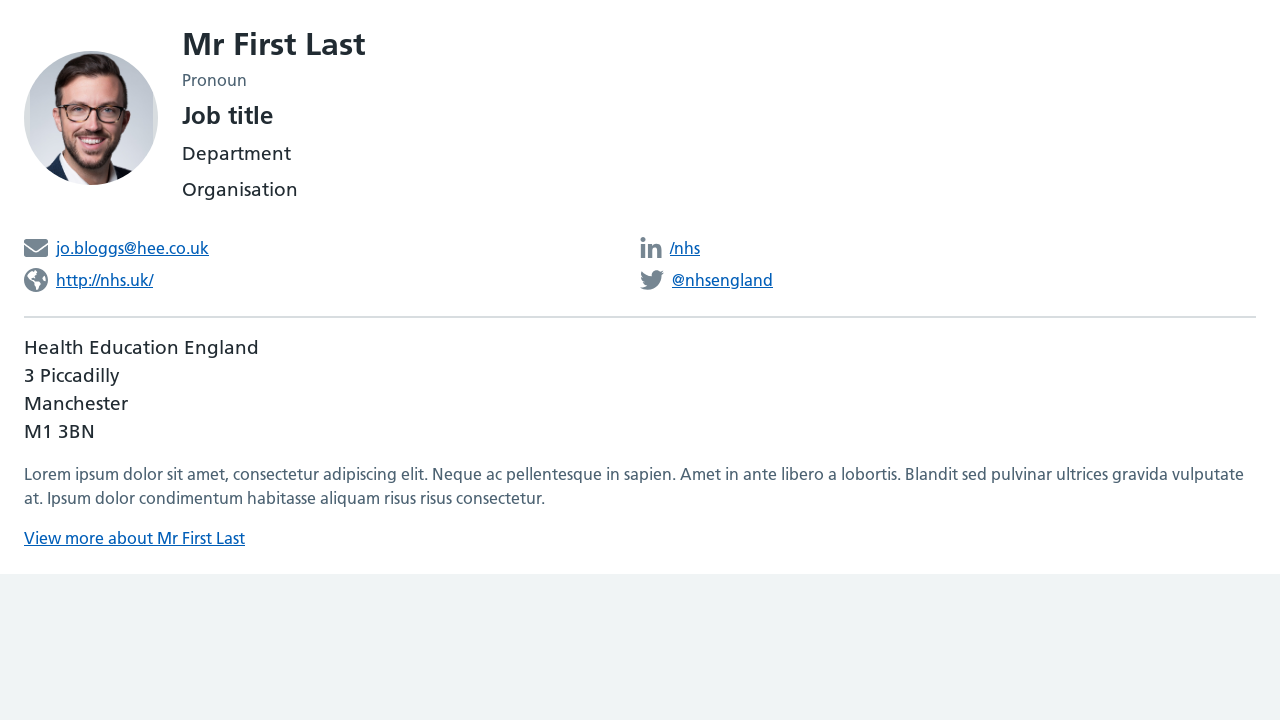 Mr First Last
Pronoun
Job title
Department
Organisation
jo.bloggs@hee.co.uk
/nhs
http://nhs.uk/
@nhsengland
Health Education England
3 Piccadilly
Manchester
M1 3BN
Lorem ipsum dolor sit amet, consectetur adipiscing elit. Neque ac pellentesque in sapien. Amet in ante libero a lobortis. Blandit sed pulvinar ultrices gravida vulputate
at. Ipsum dolor condimentum habitasse aliquam risus risus consectetur.
View more about Mr First Last